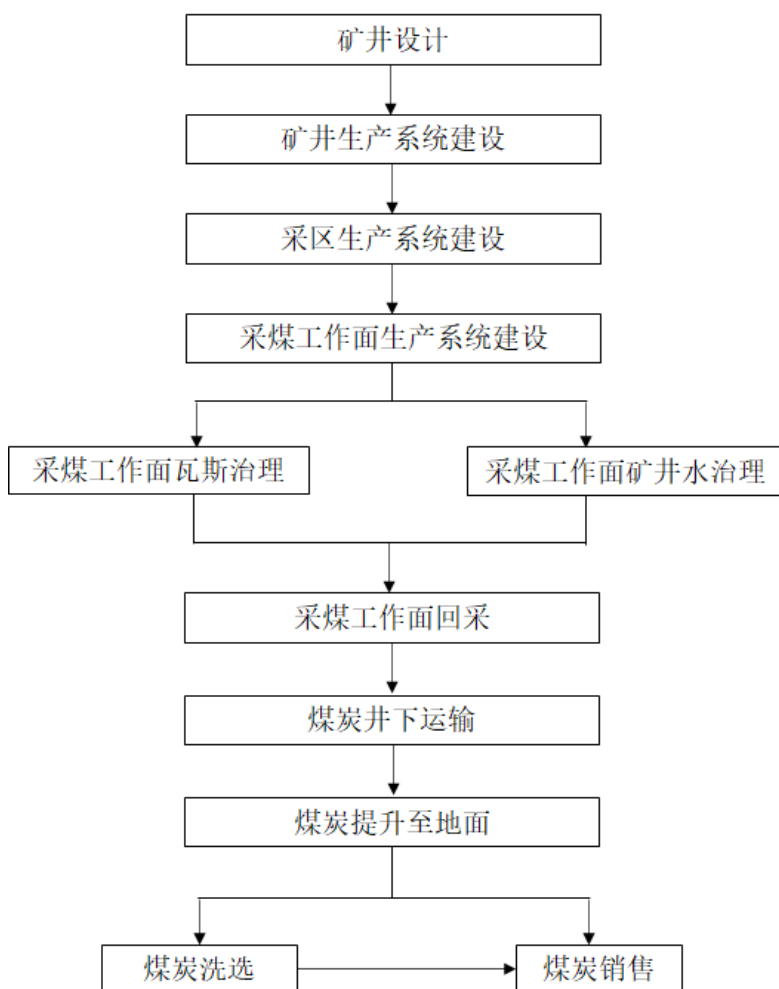 矿井设计
矿井生产系统建设
采区生产系统建设
采煤工作面生产系统建设
采煤工作面瓦斯治理
采煤工作面矿井水治理
采煤工作面回采
煤炭井下运输
煤炭提升至地面
煤炭洗选
煤炭销售